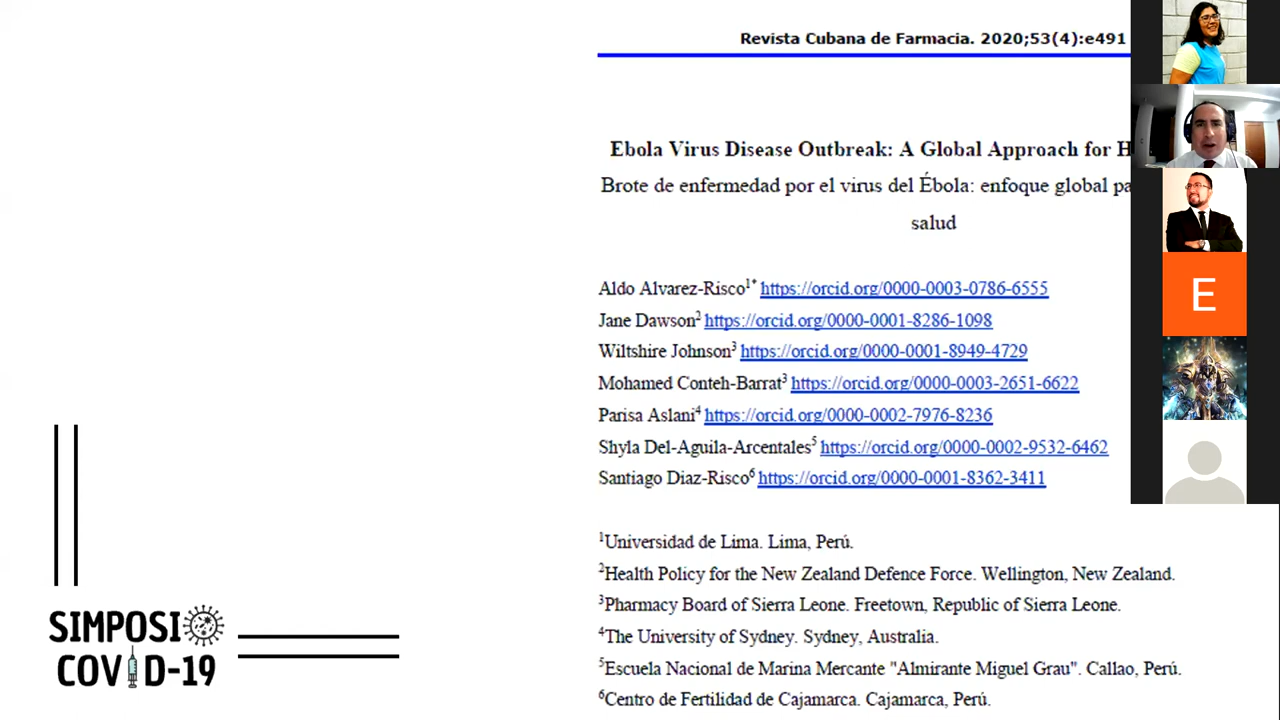 Revista Cubana de Farmacia. 2020;53(4):e491
Ebola Virus Disease Outbreak: A Global Approach for H
Brote de enfermedad por el virus del Ébola: enfoque global pa
salud
Aldo Alvarez-Risco1* https://orcid.org/0000-0003-0786-6555
Jane Dawson2 https://orcid.org/0000-0001-8286-1098
Wiltshire Johnson3 https://orcid.org/0000-0001-8949-4729
Mohamed Conteh-Barrat3 https://orcid.org/0000-0003-2651-6622
Parisa Aslani4 https://orcid.org/0000-0002-7976-8236
Shyla Del-Aguila-Arcentales5 https://orcid.org/0000-0002-9532-6462
Santiago Diaz-Risco6 https://orcid.org/0000-0001-8362-3411
1Universidad de Lima. Lima, Perú.
2Health Policy for the New Zealand Defence Force. Wellington, New Zealand.
3Pharmacy Board of Sierra Leone. Freetown, Republic of Sierra Leone.
4The University of Sydney. Sydney, Australia.
5Escuela Nacional de Marina Mercante "Almirante Miguel Grau". Callao, Perú.
6Centro de Fertilidad de Cajamarca. Cajamarca, Perú.
SIMPOSIO
COVID-19
E